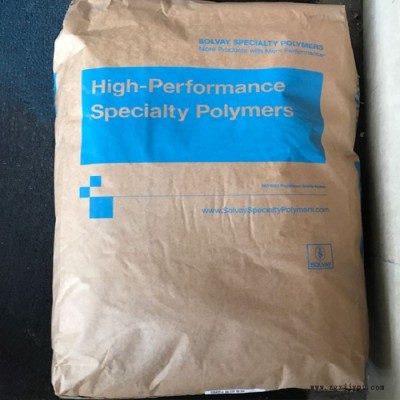 SOLVAY SPECIALTY POLYMERS
More Products with More Performance
High-Performance
Specialty Polymers
www.SolvaySpecialtyPolymers.com
SOLVAY